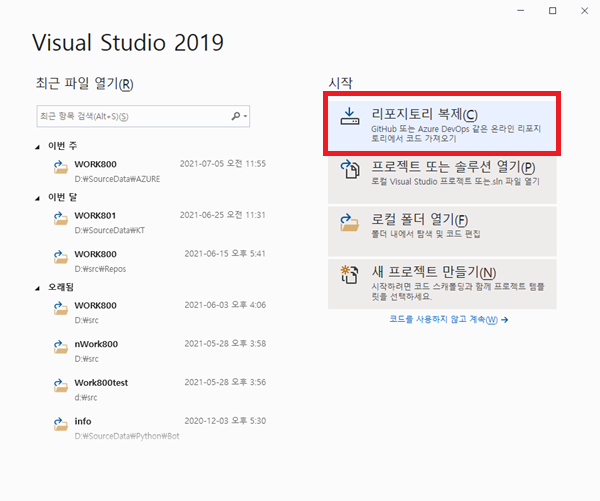 Visual Studio 2019
최근 파일 열기(R)
최근 항목 검색(Alt+S)(S)
이번 주
WORK800
2021-07-05 오전 11:55
D:₩SourceData₩AZURE
이번 달
WORK801
2021-06-25 오전 11:31
D:₩SourceData₩KT
WORK800
2021-06-15 오후 5:41
D:₩src₩Repos
오래됨
WORK800
2021-06-03 오후 4:06
D:₩src
nWork800
2021-05-28 오후 3:58
D:₩src
Work800test
2021-05-28 오후 3:56
d:₩src
info
2020-12-03 오후 5:30
D:₩SourceData₩Python₩Bot
시작
리포지토리 복제(C)
GitHub 또는 Azure DevOps 같은 온라인 리포지
토리에서 코드 가져오기
프로젝트 또는 솔루션 열기(P)
로컬 Visual Studio 프로젝트 또는.sln 파일 열기
로컬 폴더 열기(F)
폴더 내에서 탐색 및 코드 편집
새 프로젝트 만들기(N)
시작하려면 코드 스캐폴딩과 함께 프로젝트 템플
릿을 선택하세요.
코드를 사용하지 않고 계속(W) →